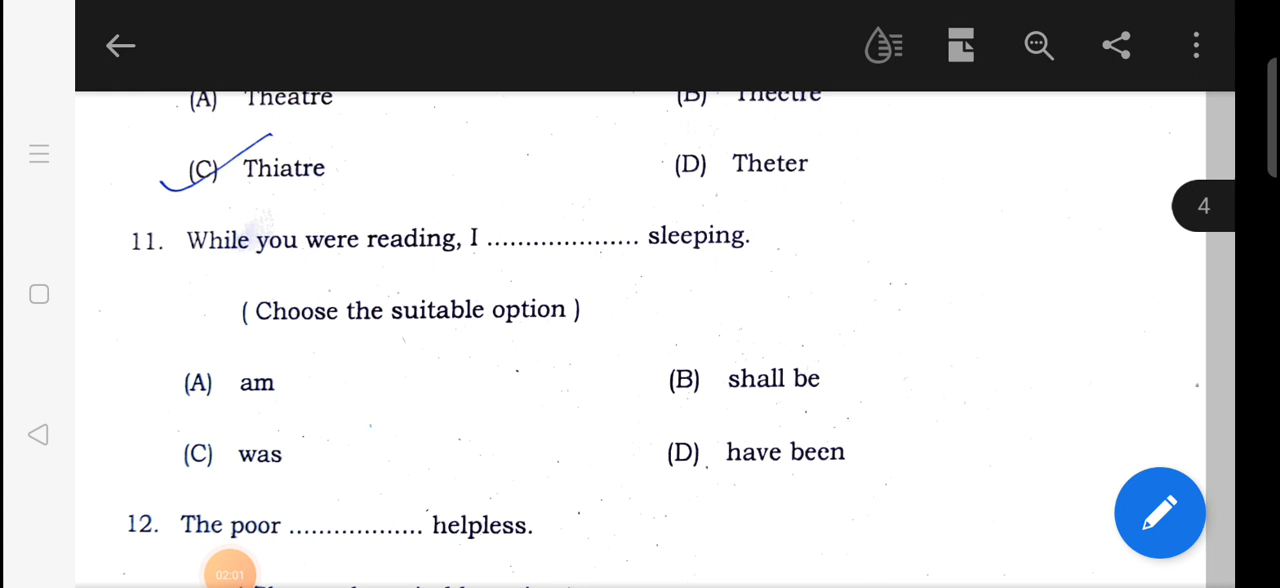 (A) Theatre (B) Thectre
(C) Thiatre (D) Theter
4
11. While you were reading, I .................... sleeping.
( Choose the suitable option )
(A) am (B) shall be
(C) was (D) have been
12. The poor .................. helpless.
02:01